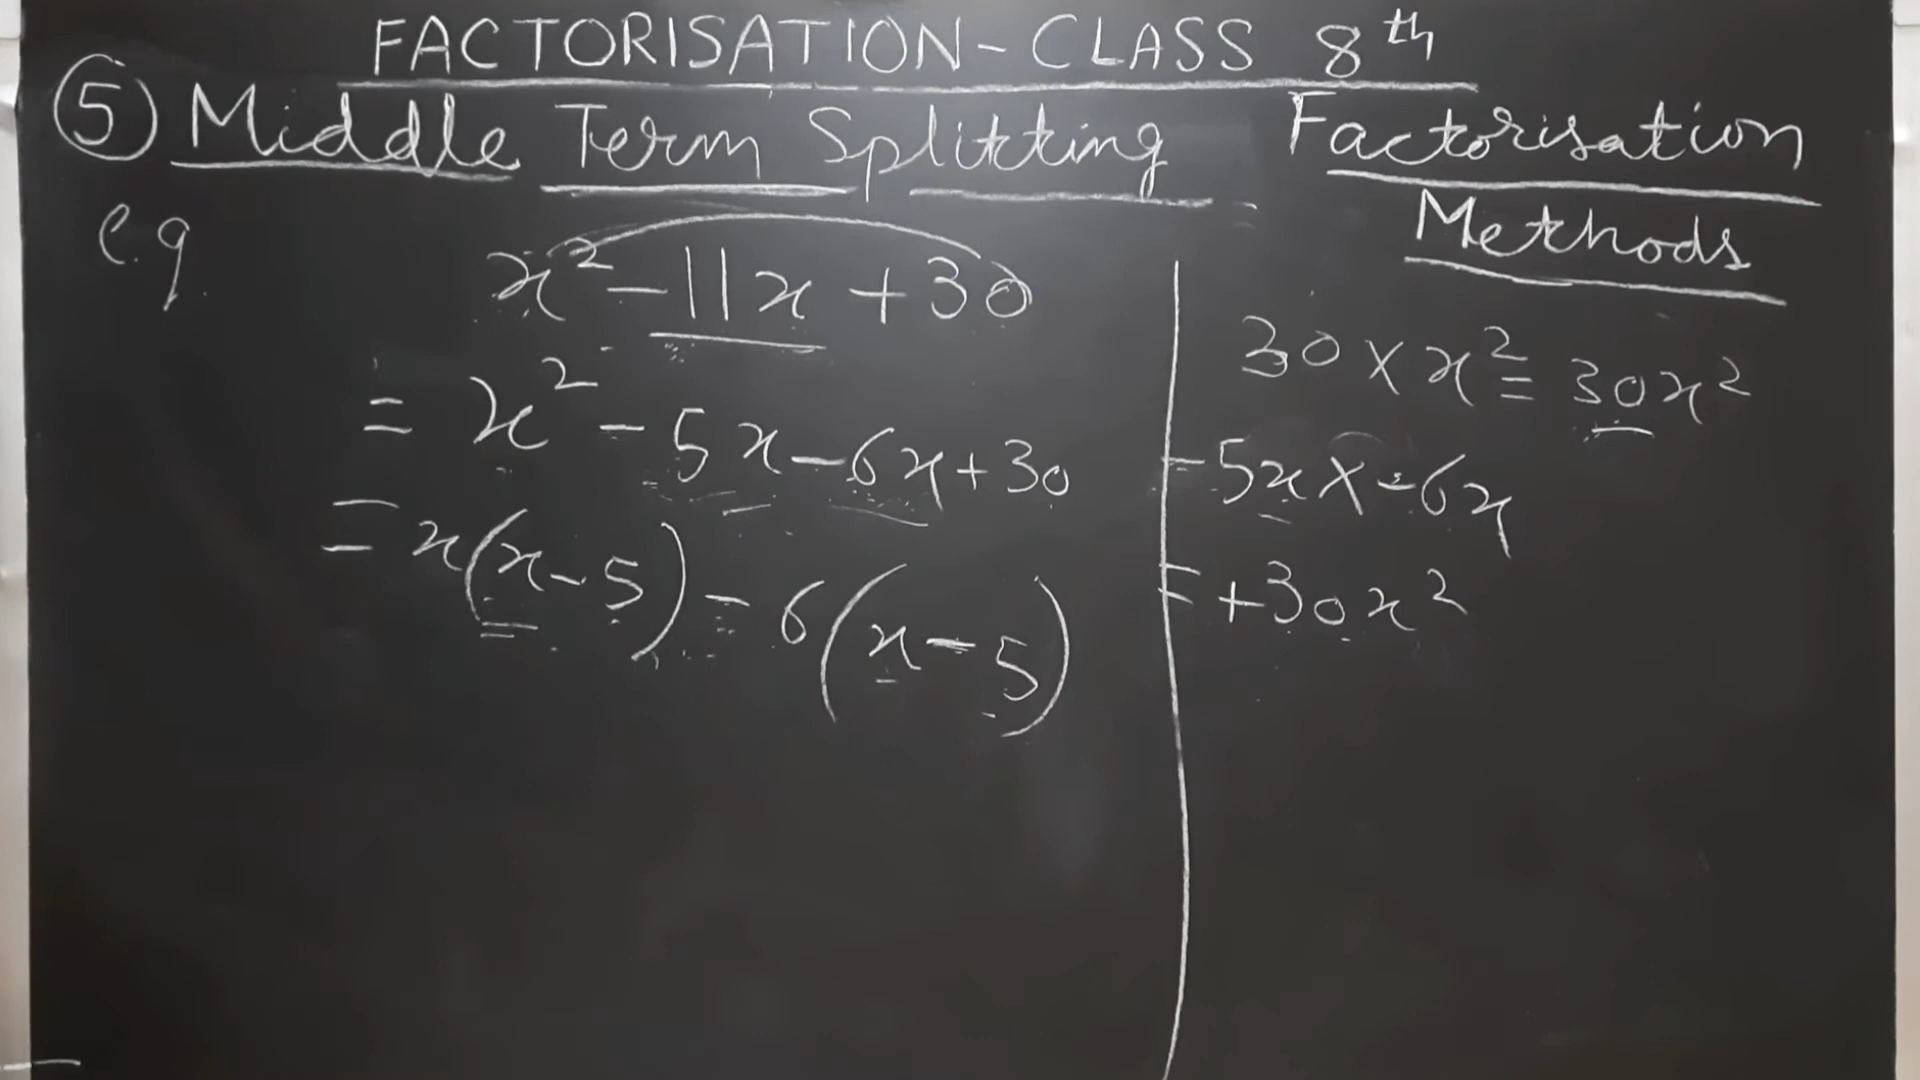 FACTORISATION - CLASS 8th
⑤ Middle Term Splitting
Factorisation
Methods
e.g.
x² - 11x + 30
= x² - 5x - 6x + 30
= x(x - 5) - 6(x - 5)
30 × x² = 30x²
- 5x × - 6x
= + 30x²